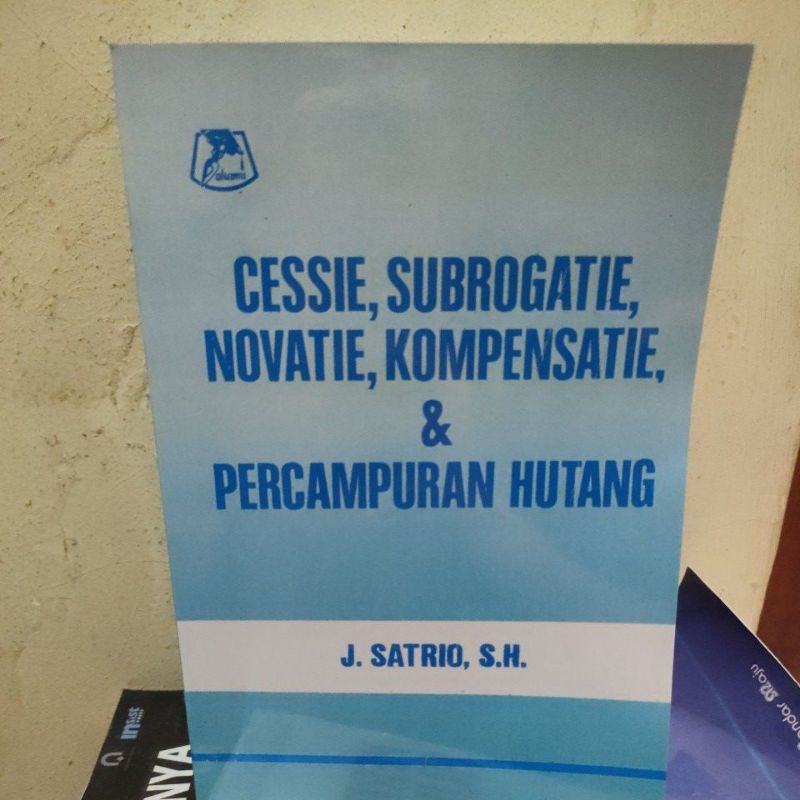 CESSIE, SUBROGATIE,
NOVATIE, KOMPENSATIE,
&
PERCAMPURAN HUTANG
J. SATRIO, S.H.
NYA